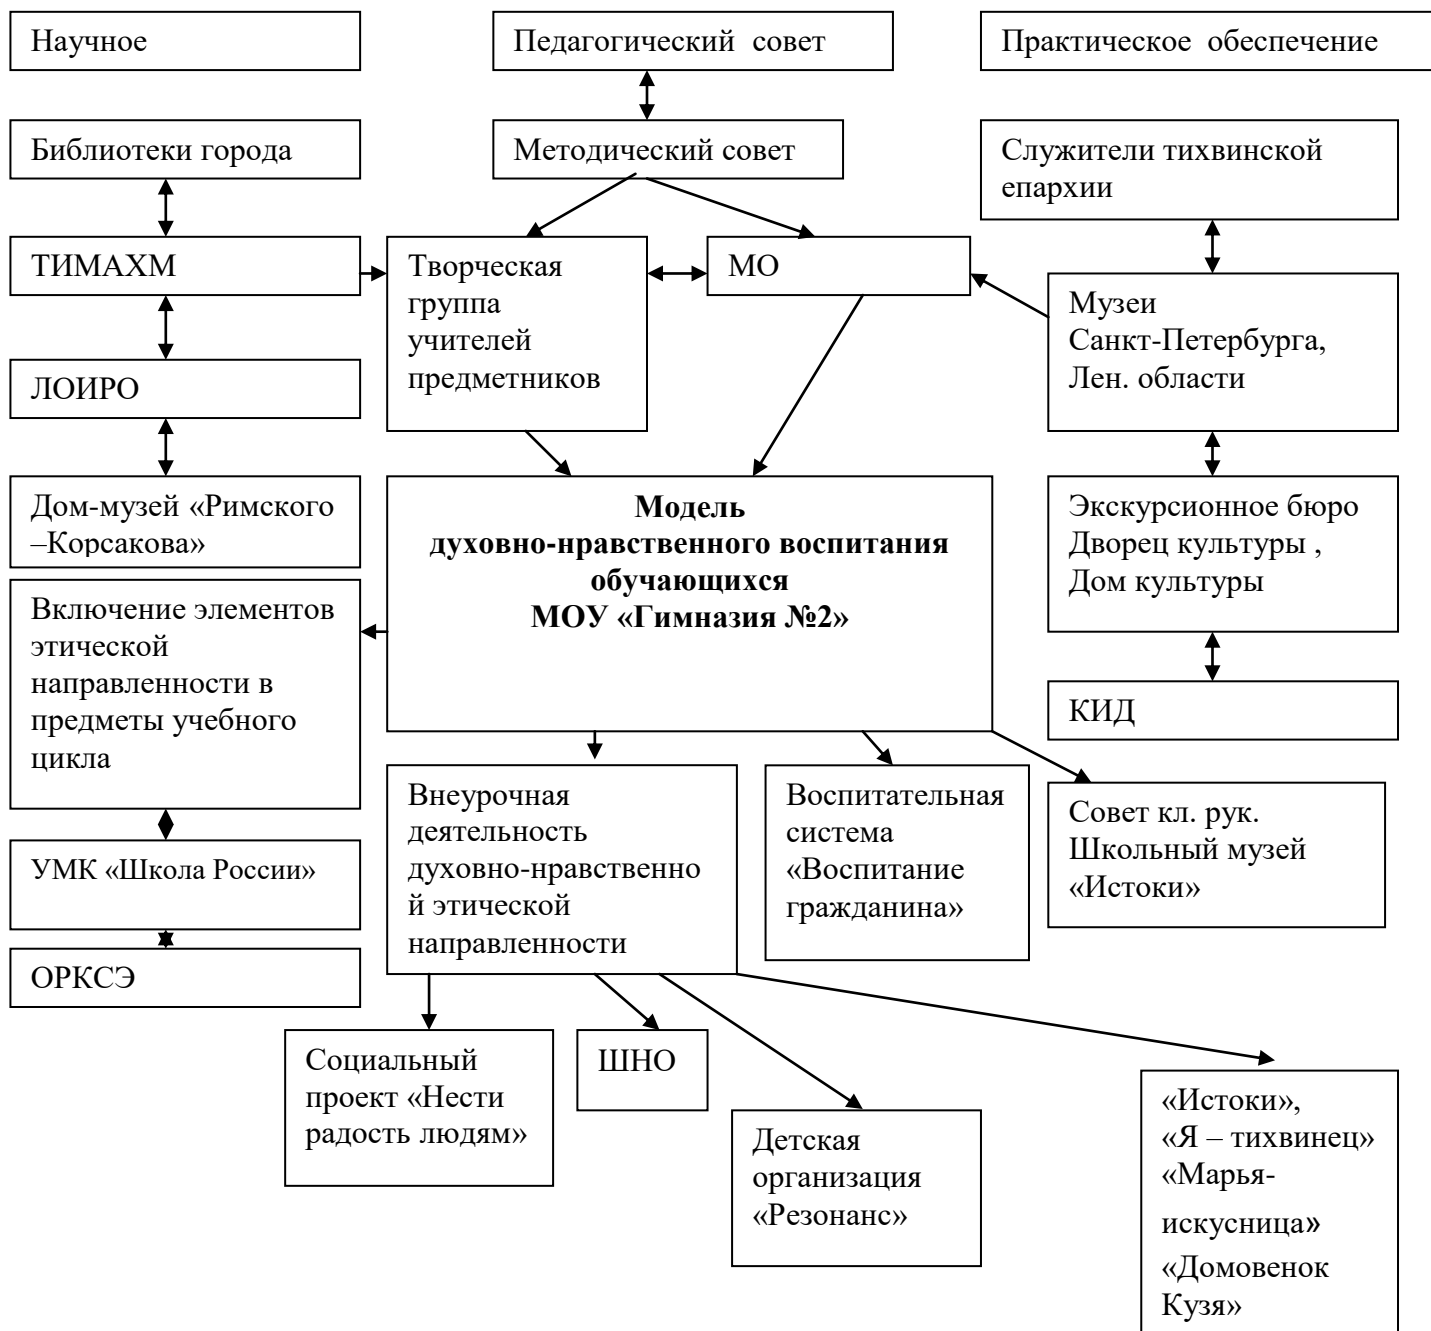 Научное
Педагогический совет
Практическое обеспечение
Библиотеки города
Методический совет
Служители тихвинской
епархии
ТИМАХМ
Творческая
группа
учителей
предметников
МО
Музеи
Санкт-Петербурга,
Лен. области
ЛОИРО
Дом-музей «Римского
–Корсакова»
Модель
духовно-нравственного воспитания
обучающихся
МОУ «Гимназия №2»
Экскурсионное бюро
Дворец культуры ,
Дом культуры
Включение элементов
этической
направленности в
предметы учебного
цикла
КИД
Внеурочная
деятельность
духовно-нравственно
й этической
направленности
Воспитательная
система
«Воспитание
гражданина»
Совет кл. рук.
Школьный музей
«Истоки»
УМК «Школа России»
ОРКСЭ
Социальный
проект «Нести
радость людям»
ШНО
Детская
организация
«Резонанс»
«Истоки»,
«Я – тихвинец»
«Марья-
искусница»
«Домовенок
Кузя»